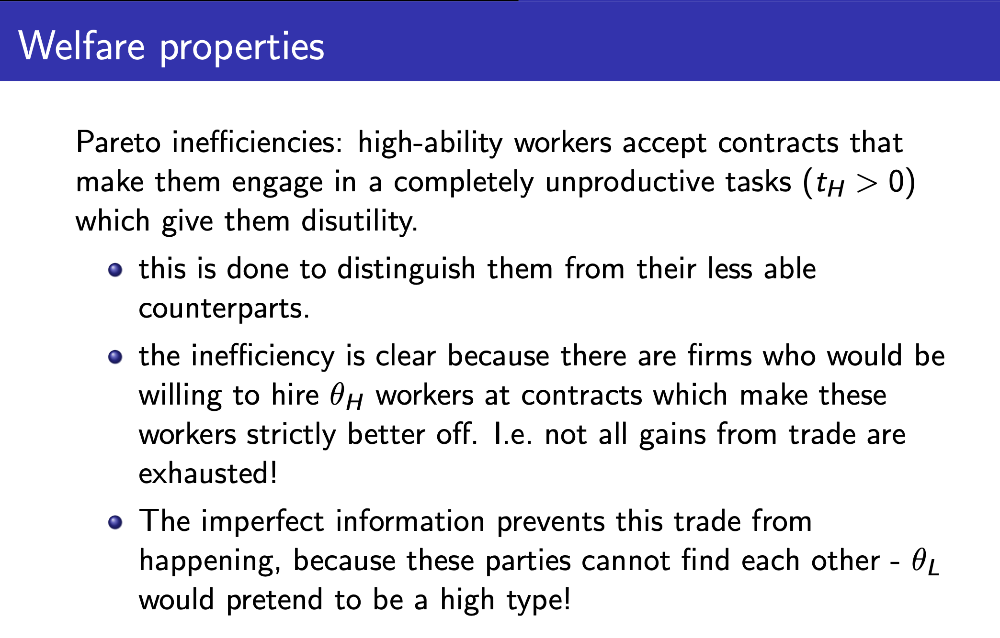 Welfare properties
Pareto inefficiencies: high-ability workers accept contracts that
make them engage in a completely unproductive tasks (t_H > 0)
which give them disutility.
this is done to distinguish them from their less able
counterparts.
the inefficiency is clear because there are firms who would be
willing to hire θ_H workers at contracts which make these
workers strictly better off. I.e. not all gains from trade are
exhausted!
The imperfect information prevents this trade from
happening, because these parties cannot find each other - θ_L
would pretend to be a high type!